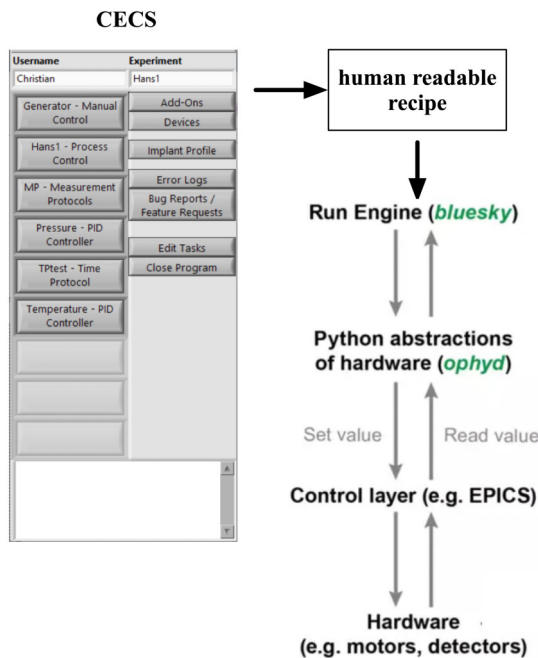 CECS
Username Experiment
Christian Hans1
Generator - Manual
Control
Hans1 - Process
Control
MP - Measurement
Protocols
Pressure - PID
Controller
TPtest - Time
Protocol
Temperature - PID
Controller
Add-Ons
Devices
Implant Profile
Error Logs
Bug Reports /
Feature Requests
Edit Tasks
Close Program
human readable
recipe
Run Engine (bluesky)
Python abstractions
of hardware (ophyd)
Set value Read value
Control layer (e.g. EPICS)
Hardware
(e.g. motors, detectors)